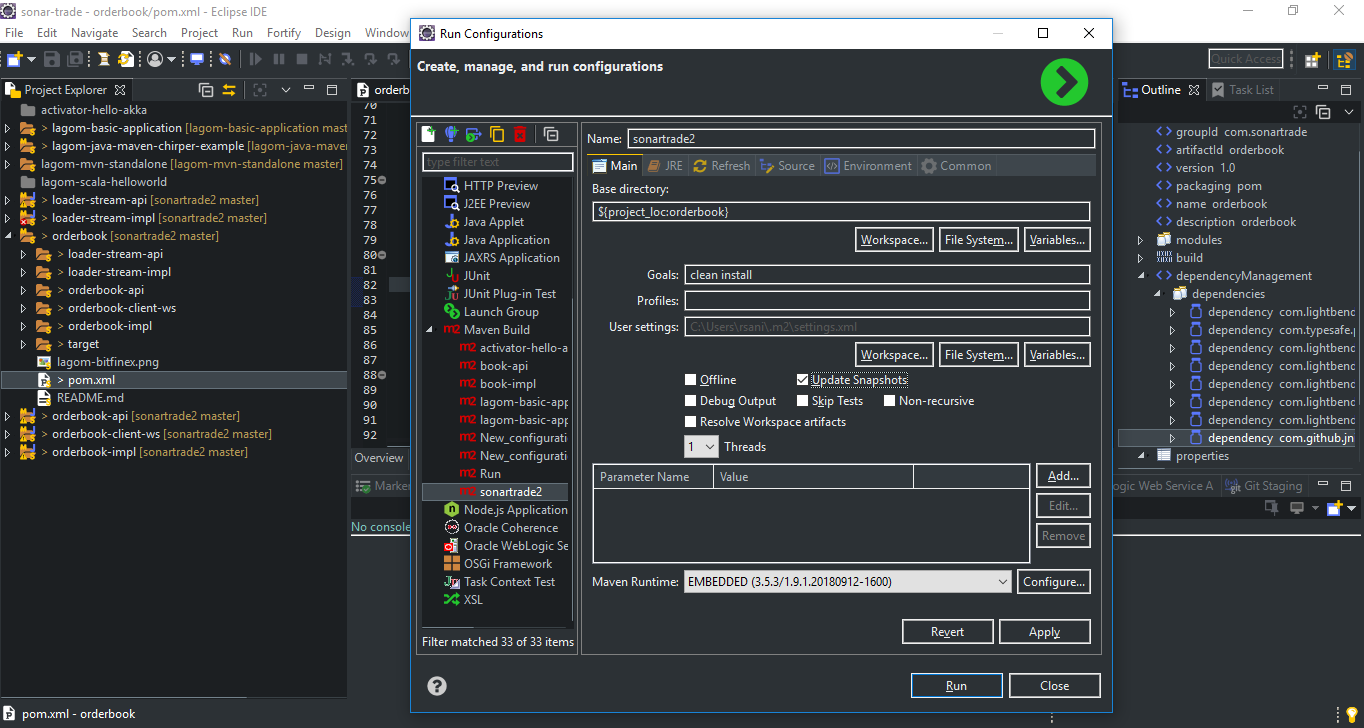 sonar-trade - orderbook/pom.xml - Eclipse IDE
File Edit Navigate Search Project Run Fortify Design Window
Quick Access
Project Explorer
activator-hello-akka
> lagom-basic-application [lagom-basic-application mast
> lagom-java-maven-chirper-example [lagom-java-mave
lagom-mvn-standalone [lagom-mvn-standalone master]
lagom-scala-helloworld
> loader-stream-api [sonartrade2 master]
> loader-stream-impl [sonartrade2 master]
> orderbook [sonartrade2 master]
> loader-stream-api
> loader-stream-impl
> orderbook-api
> orderbook-client-ws
> orderbook-impl
> target
lagom-bitfinex.png
> pom.xml
README.md
> orderbook-api [sonartrade2 master]
> orderbook-client-ws [sonartrade2 master]
> orderbook-impl [sonartrade2 master]
orderb
70
71
72
73
74
75
76
77
78
79
80
81
82
83
84
85
86
87
88
89
90
91
92
Overview
Marker
No console
Run Configurations
Create, manage, and run configurations
type filter text
HTTP Preview
J2EE Preview
Java Applet
Java Application
JAXRS Application
JUnit
JUnit Plug-in Test
Launch Group
m2 Maven Build
m2 activator-hello-a
m2 book-api
m2 book-impl
m2 lagom-basic-app
m2 lagom-basic-app
m2 New_configurati
m2 New_configurati
m2 Run
m2 sonartrade2
Node.js Application
Oracle Coherence
Oracle WebLogic Se
OSGi Framework
Task Context Test
XSL
Filter matched 33 of 33 items
Name: sonartrade2
Main JRE Refresh Source Environment Common
Base directory:
${project_loc:orderbook}
Workspace... File System... Variables...
Goals: clean install
Profiles:
User settings: C:\Users\rsani\.m2\settings.xml
Workspace... File System... Variables...
Offline Update Snapshots
Debug Output Skip Tests Non-recursive
Resolve Workspace artifacts
1 Threads
Parameter Name Value
Add...
Edit...
Remove
Maven Runtime: EMBEDDED (3.5.3/1.9.1.20180912-1600) Configure...
Revert Apply
Run Close
Outline Task List
groupId com.sonartrade
artifactId orderbook
version 1.0
packaging pom
name orderbook
description orderbook
modules
build
dependencyManagement
dependencies
dependency com.lightbenc
dependency com.typesafe.p
dependency com.lightbenc
dependency com.lightbenc
dependency com.lightbenc
dependency com.lightbenc
dependency com.lightbenc
dependency com.github.jn
properties
ogic Web Service A Git Staging
pom.xml - orderbook